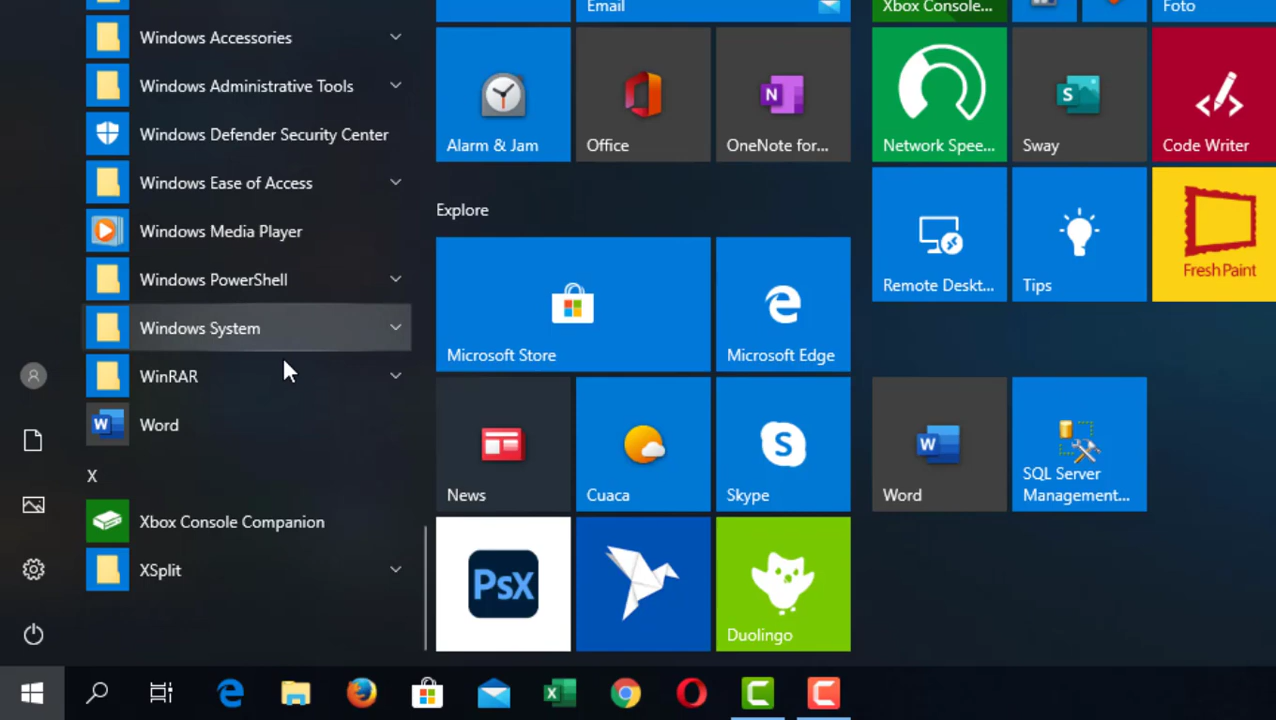 Windows Accessories
Windows Administrative Tools
Windows Defender Security Center
Windows Ease of Access
Windows Media Player
Windows PowerShell
Windows System
WinRAR
W
Word
X
Xbox Console Companion
XSplit
Email
Alarm & Jam
Office
N
OneNote for...
Explore
Microsoft Store
Microsoft Edge
News
Cuaca
S
Skype
PsX
Duolingo
Xbox Console...
Foto
Network Spee...
S
Sway
Code Writer
Remote Deskt...
Tips
Fresh Paint
W
Word
SQL Server
Management...